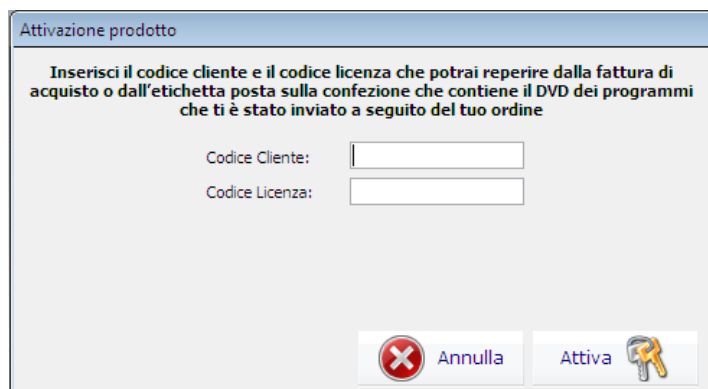 Attivazione prodotto
Inserisci il codice cliente e il codice licenza che potrai reperire dalla fattura di
acquisto o dall'etichetta posta sulla confezione che contiene il DVD dei programmi
che ti è stato inviato a seguito del tuo ordine
Codice Cliente:
Codice Licenza:
Annulla Attiva